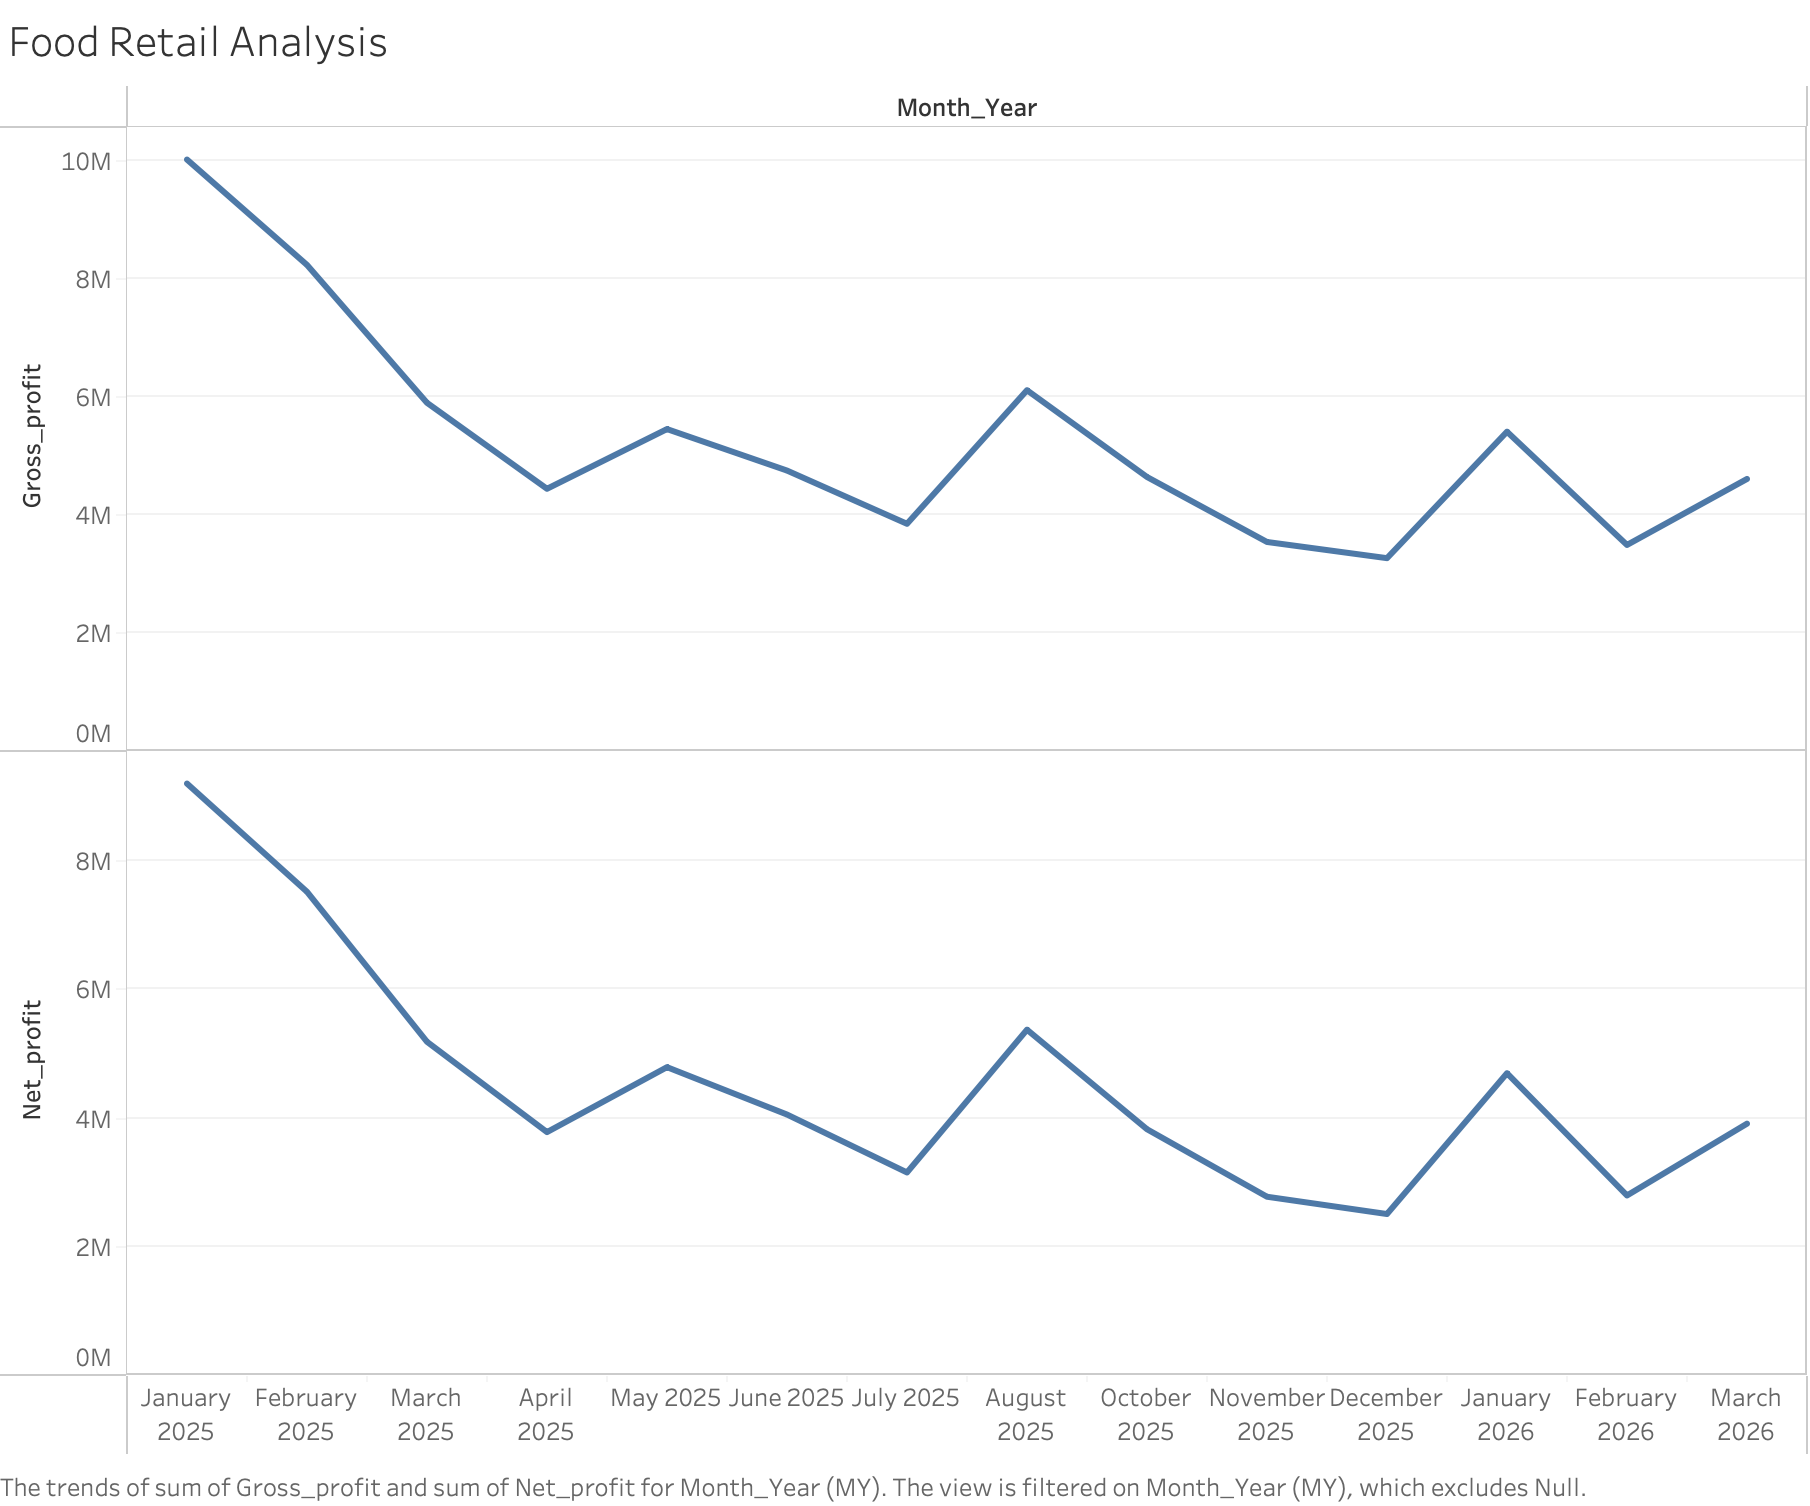 Food Retail Analysis
Month_Year
10M
8M
6M
4M
2M
0M
Gross_profit
8M
6M
4M
2M
0M
Net_profit
January February March April May 2025 June 2025 July 2025 August October November December January February March
2025 2025 2025 2025 2025 2025 2025 2025 2026 2026 2026
The trends of sum of Gross_profit and sum of Net_profit for Month_Year (MY). The view is filtered on Month_Year (MY), which excludes Null.